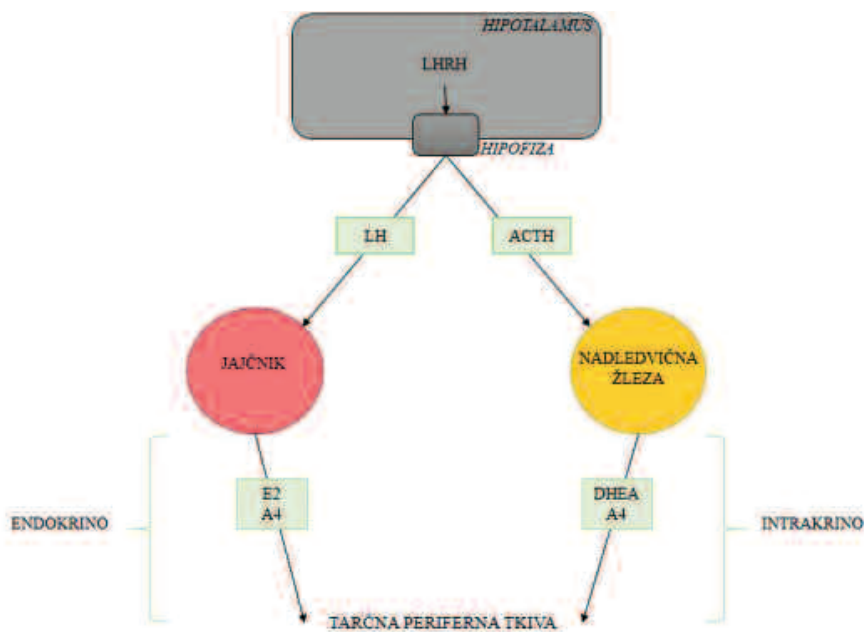 HIPOTALAMUS
LHRH
HIPOFIZA
LH
ACTH
JAJČNIK
NADLEDVIČNA
ŽLEZA
E2
A4
DHEA
A4
ENDOKRINO
INTRAKRINO
TARČNA PERIFERNA TKIVA